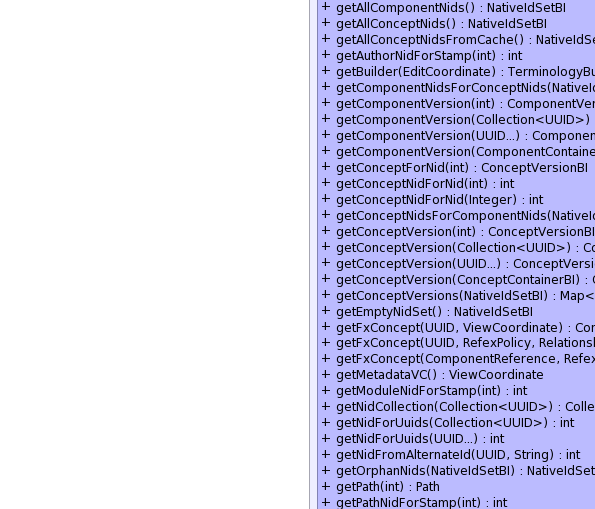 + getAllComponentNids() : NativeIdSetBI
+ getAllConceptNids() : NativeIdSetBI
+ getAllConceptNidsFromCache() : NativeIdSe
+ getAuthorNidForStamp(int) : int
+ getBuilder(EditCoordinate) : TerminologyBu
+ getComponentNidsForConceptNids(NativeId
+ getComponentVersion(int) : ComponentVer
+ getComponentVersion(Collection<UUID>)
+ getComponentVersion(UUID...) : Componen
+ getComponentVersion(ComponentContaine
+ getConceptForNid(int) : ConceptVersionBI
+ getConceptNidForNid(int) : int
+ getConceptNidForNid(Integer) : int
+ getConceptNidsForComponentNids(NativeId
+ getConceptVersion(int) : ConceptVersionBI
+ getConceptVersion(Collection<UUID>) : Co
+ getConceptVersion(UUID...) : ConceptVersi
+ getConceptVersion(ConceptContainerBI) : C
+ getConceptVersions(NativeIdSetBI) : Map<
+ getEmptyNidSet() : NativeIdSetBI
+ getFxConcept(UUID, ViewCoordinate) : Con
+ getFxConcept(UUID, RefexPolicy, Relations
+ getFxConcept(ComponentReference, Refex
+ getMetadataVC() : ViewCoordinate
+ getModuleNidForStamp(int) : int
+ getNidCollection(Collection<UUID>) : Colle
+ getNidForUuids(Collection<UUID>) : int
+ getNidForUuids(UUID...) : int
+ getNidFromAlternateId(UUID, String) : int
+ getOrphanNids(NativeIdSetBI) : NativeIdSet
+ getPath(int) : Path
+ getPathNidForStamp(int) : int